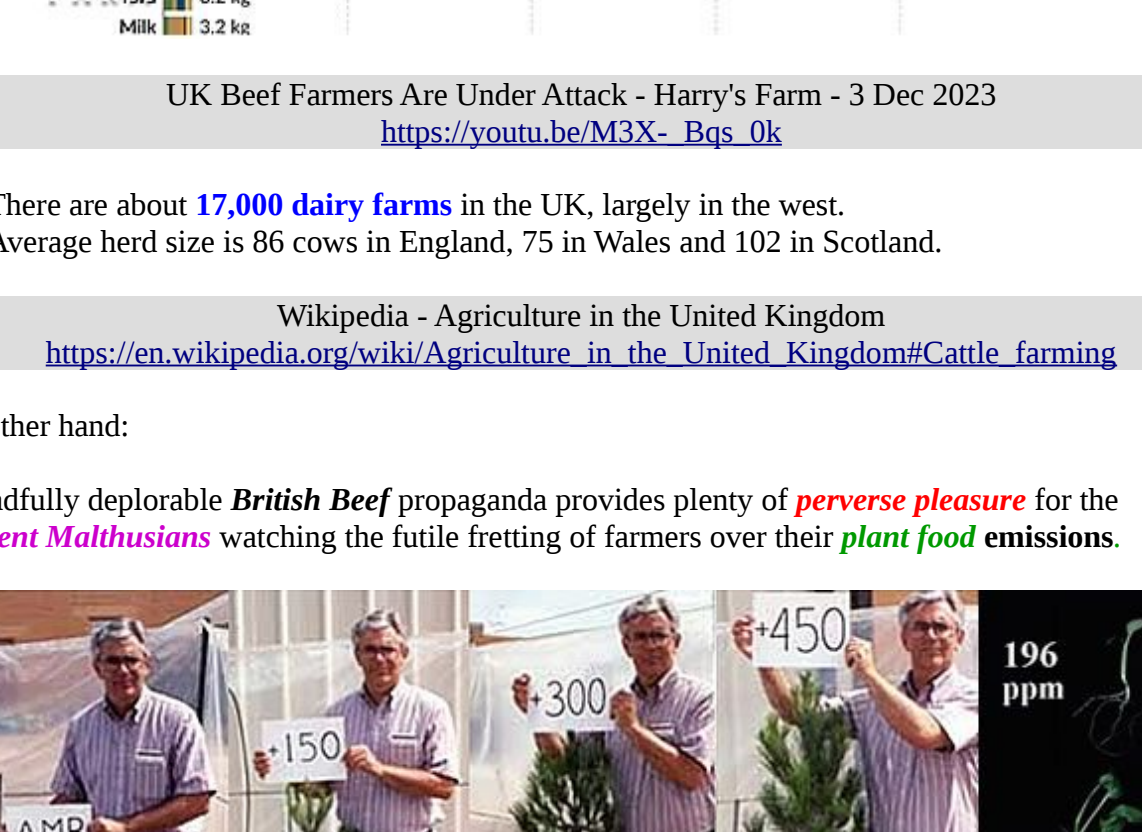 3.2 kg
Milk 3.2 kg
UK Beef Farmers Are Under Attack - Harry's Farm - 3 Dec 2023
https://youtu.be/M3X-_Bqs_0k
There are about 17,000 dairy farms in the UK, largely in the west.
Average herd size is 86 cows in England, 75 in Wales and 102 in Scotland.
Wikipedia - Agriculture in the United Kingdom
https://en.wikipedia.org/wiki/Agriculture_in_the_United_Kingdom#Cattle_farming
ther hand:
dfully deplorable British Beef propaganda provides plenty of perverse pleasure for the
ent Malthusians watching the futile fretting of farmers over their plant food emissions.
AMB
+150
+300
+450
196
ppm